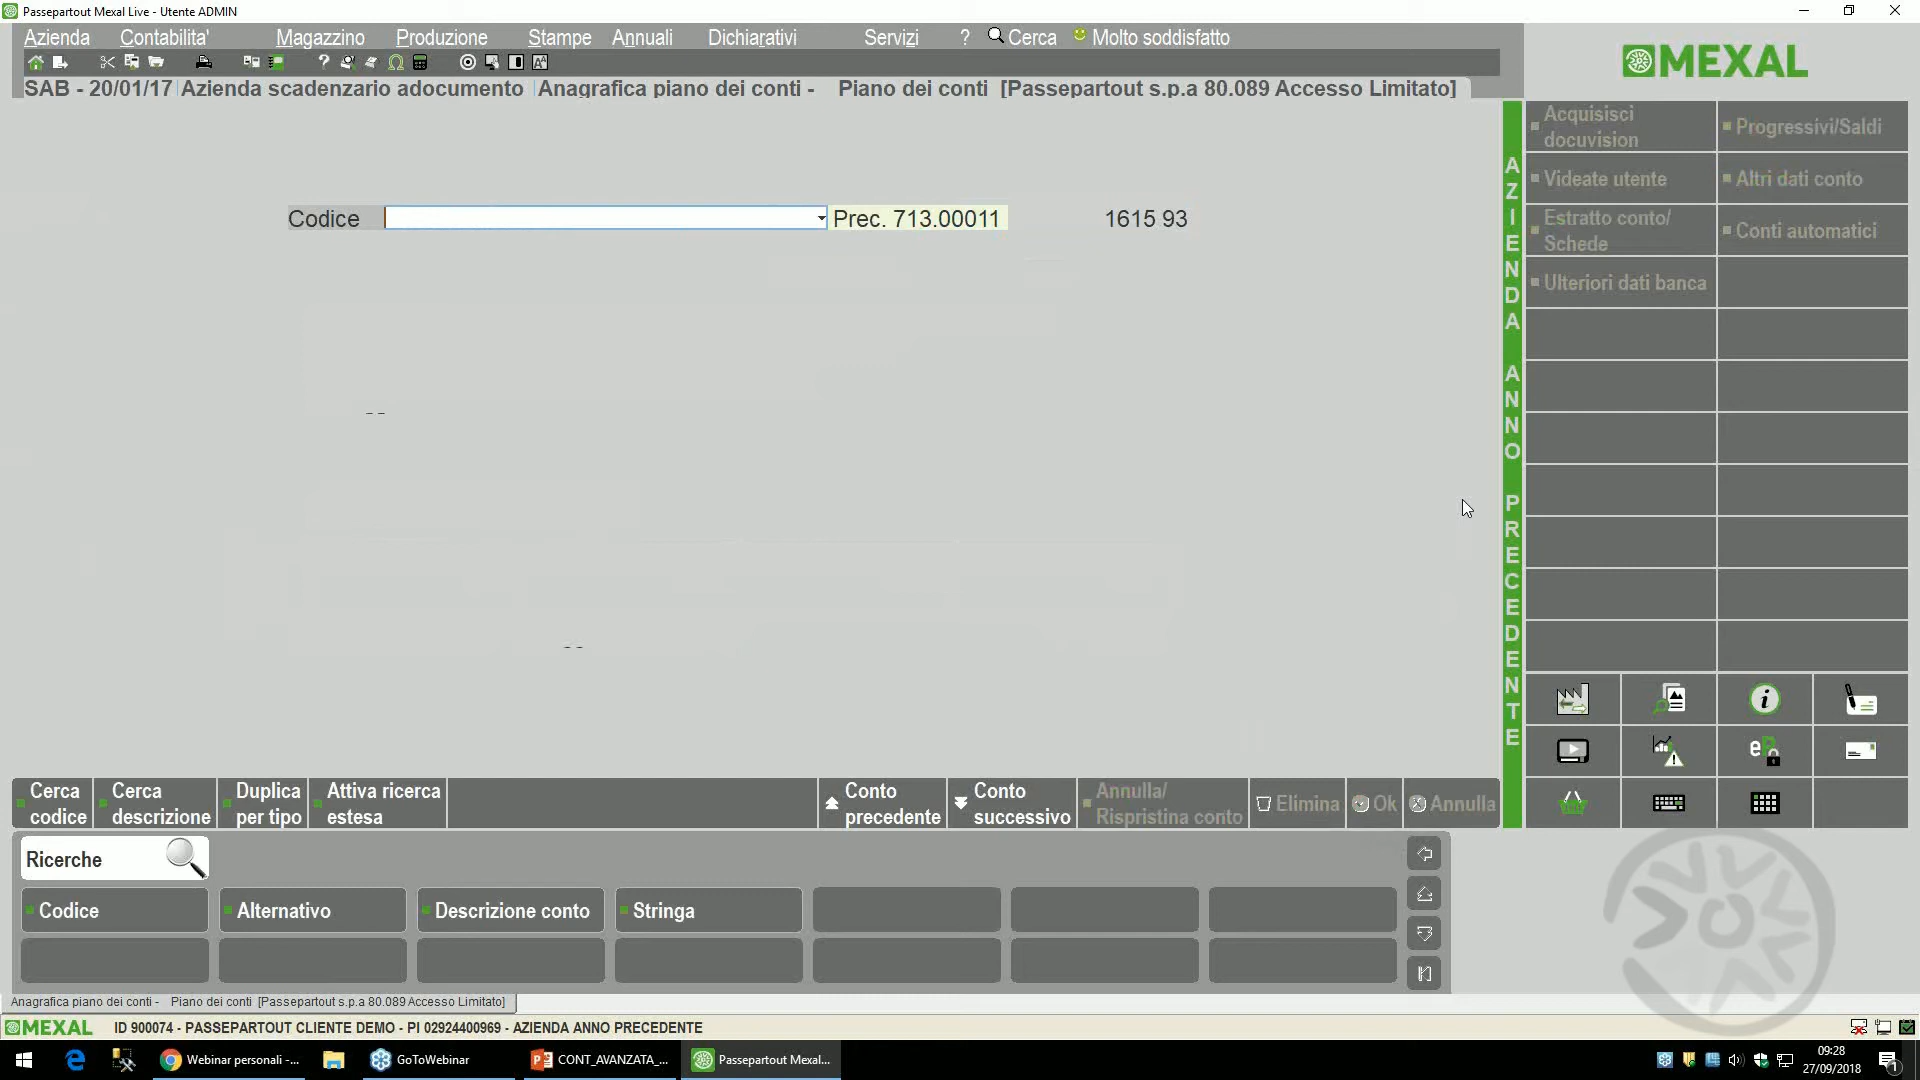 Passepartout Mexal Live - Utente ADMIN
Azienda Contabilita' Magazzino Produzione Stampe Annuali Dichiarativi Servizi ? Cerca Molto soddisfatto
MEXAL
SAB - 20/01/17 Azienda scadenzario adocumento Anagrafica piano dei conti - Piano dei conti [Passepartout s.p.a 80.089 Accesso Limitato]
Codice Prec. 713.00011 1615 93
AZIENDA ANNO PRECEDENTE
Acquisisci docuvision
Progressivi/Saldi
Videate utente
Altri dati conto
Estratto conto/ Schede
Conti automatici
Ulteriori dati banca
Cerca codice
Cerca descrizione
Duplica per tipo
Attiva ricerca estesa
Conto precedente
Conto successivo
Annulla/ Rispristina conto
Elimina
Ok
Annulla
Ricerche
Codice
Alternativo
Descrizione conto
Stringa
Anagrafica piano dei conti - Piano dei conti [Passepartout s.p.a 80.089 Accesso Limitato]
MEXAL ID 900074 - PASSEPARTOUT CLIENTE DEMO - PI 02924400969 - AZIENDA ANNO PRECEDENTE
Webinar personali -...
GoToWebinar
CONT_AVANZATA_...
Passepartout Mexal...
09:28
27/09/2018
1